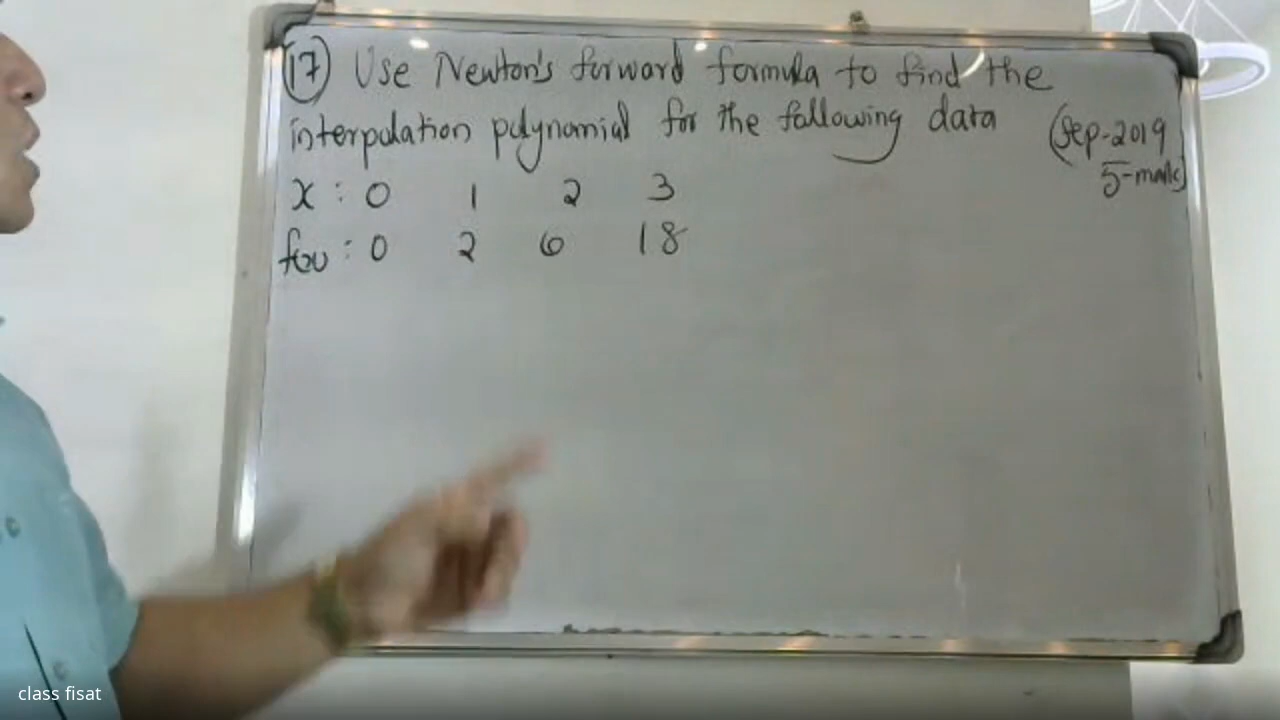 17 Use Newton's forward formula to find the
interpolation polynomial for the following data (Sep-2019
5-marks)
x : 0 1 2 3
f(x) : 0 2 6 18
class fisat